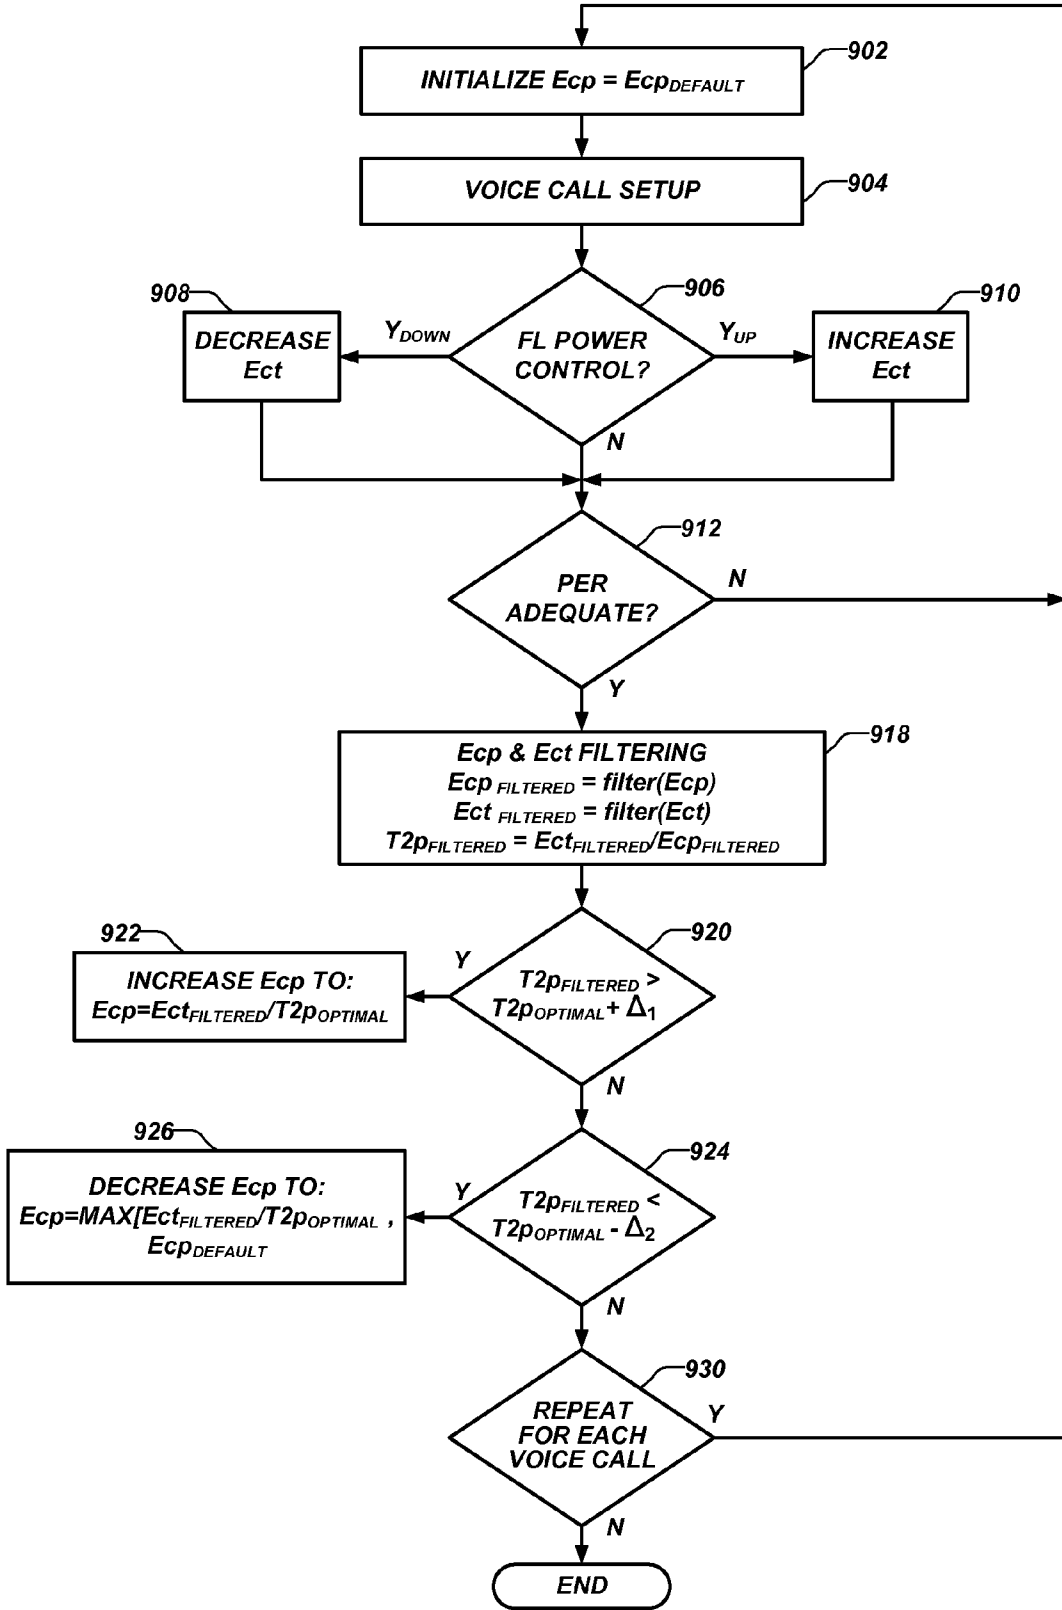 902
INITIALIZE Ecp = EcpDEFAULT
VOICE CALL SETUP
904
906
908
910
YDOWN
YUP
DECREASE
Ect
FL POWER
CONTROL?
INCREASE
Ect
N
912
PER
ADEQUATE?
N
Y
918
Ecp & Ect FILTERING
Ecp FILTERED = filter(Ecp)
Ect FILTERED = filter(Ect)
T2pFILTERED = EctFILTERED/EcpFILTERED
920
922
Y
INCREASE Ecp TO:
Ecp=EctFILTERED/T2pOPTIMAL
T2pFILTERED >
T2pOPTIMAL + Δ1
N
924
926
Y
DECREASE Ecp TO:
Ecp=MAX[EctFILTERED/T2pOPTIMAL ,
EcpDEFAULT
T2pFILTERED <
T2pOPTIMAL - Δ2
N
930
REPEAT
FOR EACH
VOICE CALL
Y
N
END